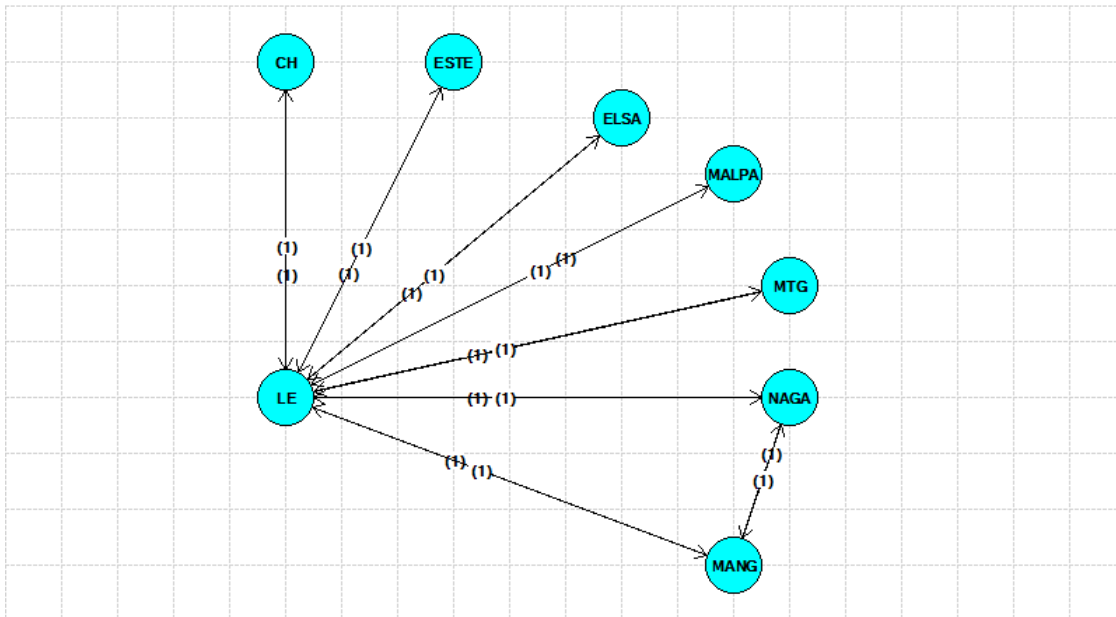 CH
ESTE
ELSA
MALPA
(1)
(1)
(1)
(1)
(1)
(1)
(1)
(1)
MTG
(1)
(1)
LE
(1) (1)
NAGA
(1)
(1)
(1)
(1)
MANG